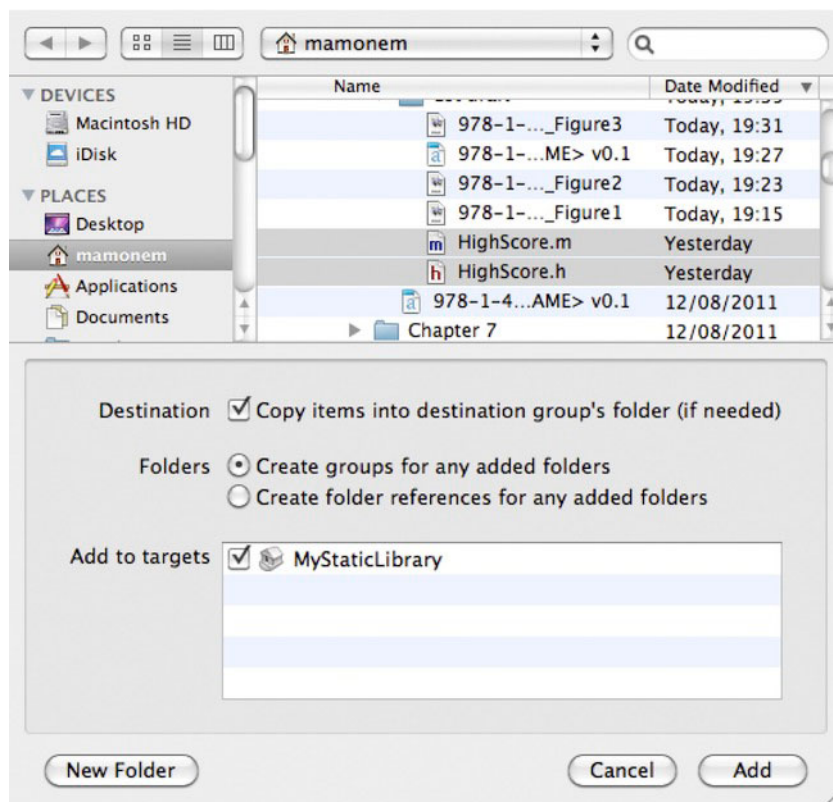 mamonem
Name Date Modified
DEVICES
Macintosh HD
iDisk
PLACES
Desktop
mamonem
Applications
Documents
978-1-..._Figure3 Today, 19:31
978-1-...ME> v0.1 Today, 19:27
978-1-..._Figure2 Today, 19:23
978-1-..._Figure1 Today, 19:15
HighScore.m Yesterday
HighScore.h Yesterday
978-1-4...AME> v0.1 12/08/2011
Chapter 7 12/08/2011
Destination Copy items into destination group's folder (if needed)
Folders Create groups for any added folders
Create folder references for any added folders
Add to targets MyStaticLibrary
New Folder Cancel Add